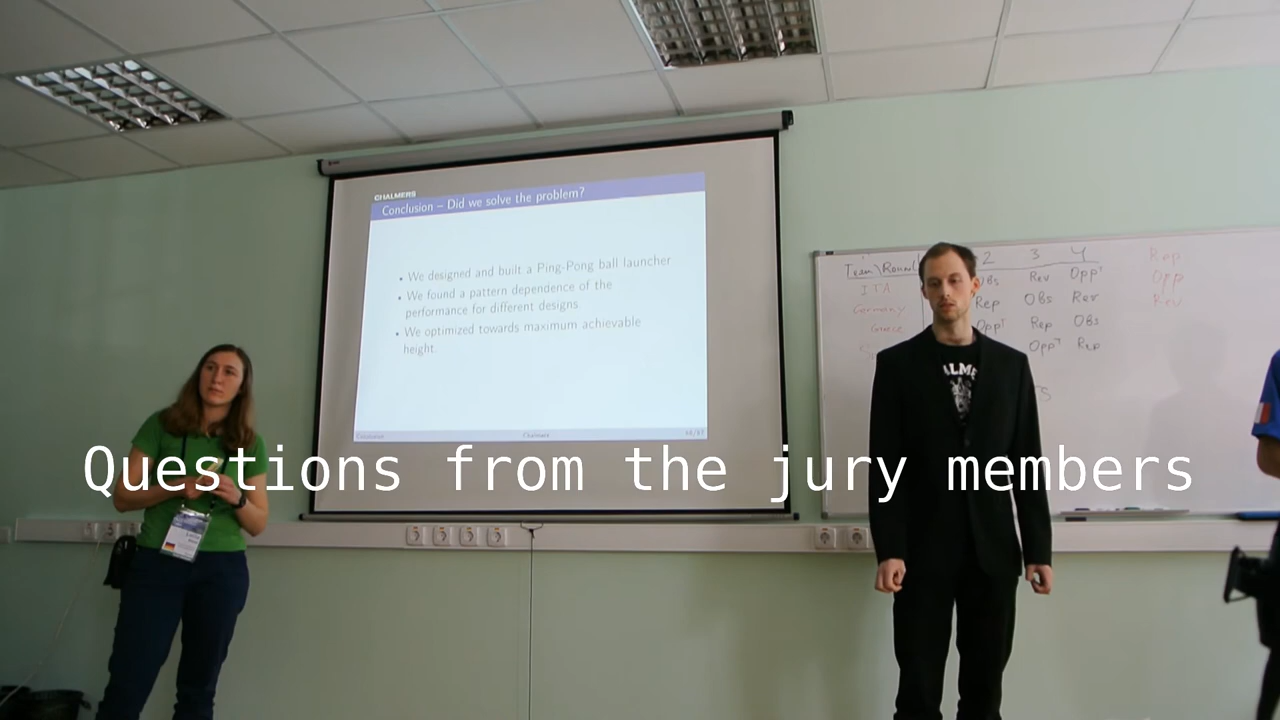 CHALMERS
Conclusion – Did we solve the problem?
• We designed and built a Ping-Pong ball launcher
• We found a pattern dependence of the
performance for different designs
• We optimized towards maximum achievable
height.
Conclusion Chalmers
Team\Round 2 3 4
ITA Obs Rev Opp↑
Germany Rep Obs Rev
Greece Opp↑ Rep Obs
Opp↑ Rep
Rep
Opp
Rev
ALME
Questions from the jury members